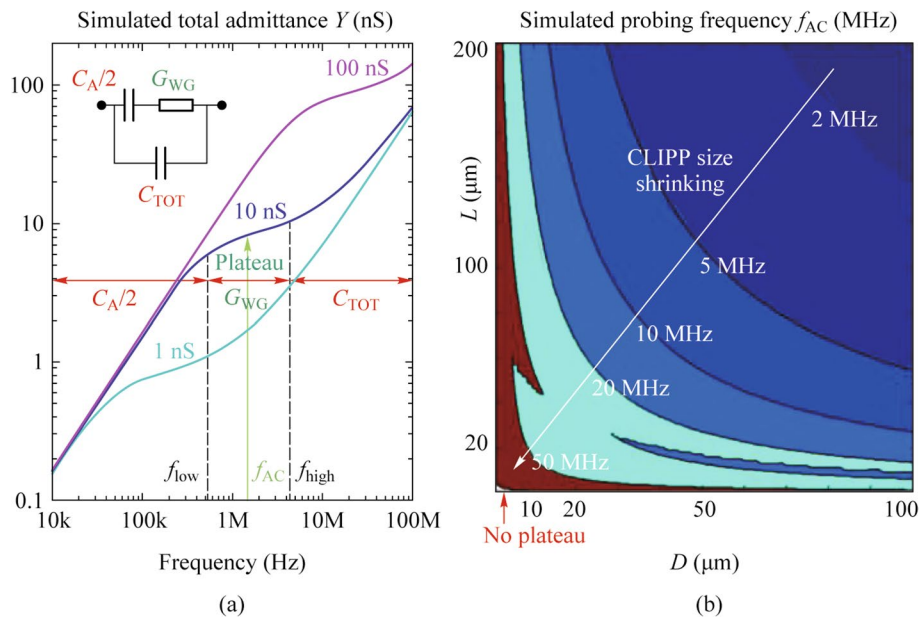 Simulated total admittance Y (nS)
100
10
1
0.1
10k 100k 1M 10M 100M
Frequency (Hz)
(a)
C_A/2 G_WG
C_TOT
100 nS
10 nS
Plateau
C_A/2 G_WG C_TOT
1 nS
f_low f_AC f_high
Simulated probing frequency f_AC (MHz)
200
100
20
L (μm)
2 MHz
CLIPP size
shrinking
5 MHz
10 MHz
20 MHz
50 MHz
10 20 50 100
No plateau
D (μm)
(b)